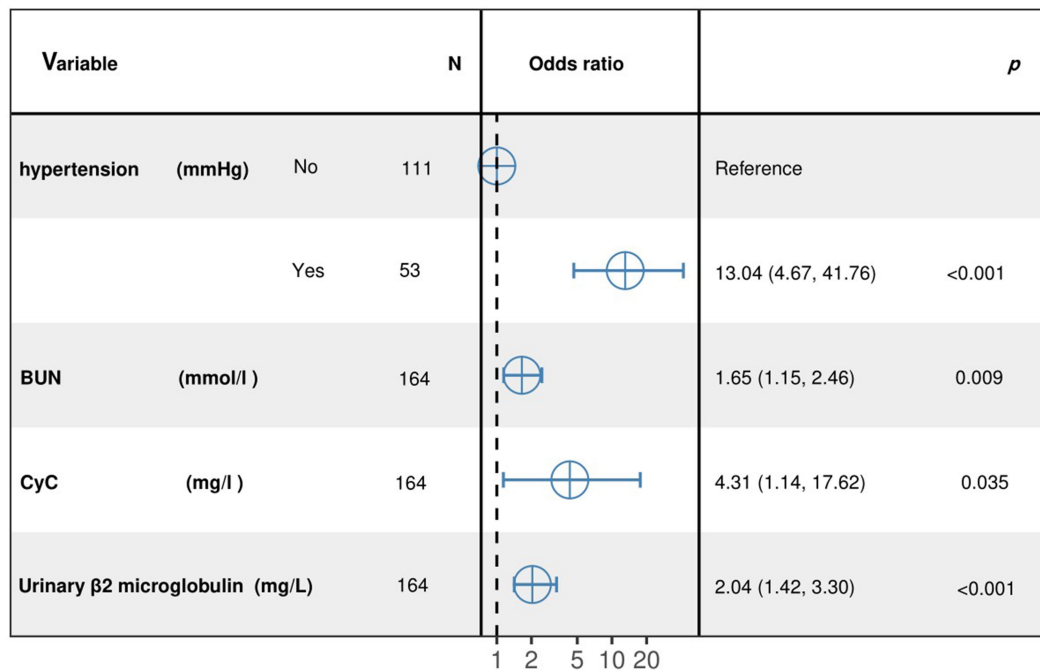 Variable N Odds ratio p
hypertension (mmHg) No 111 Reference
Yes 53 13.04 (4.67, 41.76) <0.001
BUN (mmol/l ) 164 1.65 (1.15, 2.46) 0.009
CyC (mg/l ) 164 4.31 (1.14, 17.62) 0.035
Urinary β2 microglobulin (mg/L) 164 2.04 (1.42, 3.30) <0.001
1 2 5 10 20